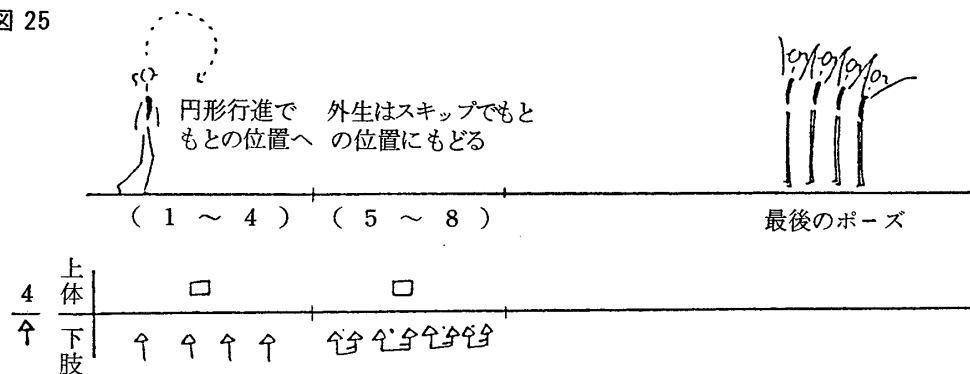 図 25
円形行進で
もとの位置へ
外生はスキップでもと
の位置にもどる
( 1 ～ 4 )
( 5 ～ 8 )
最後のポーズ
4
上体
下肢